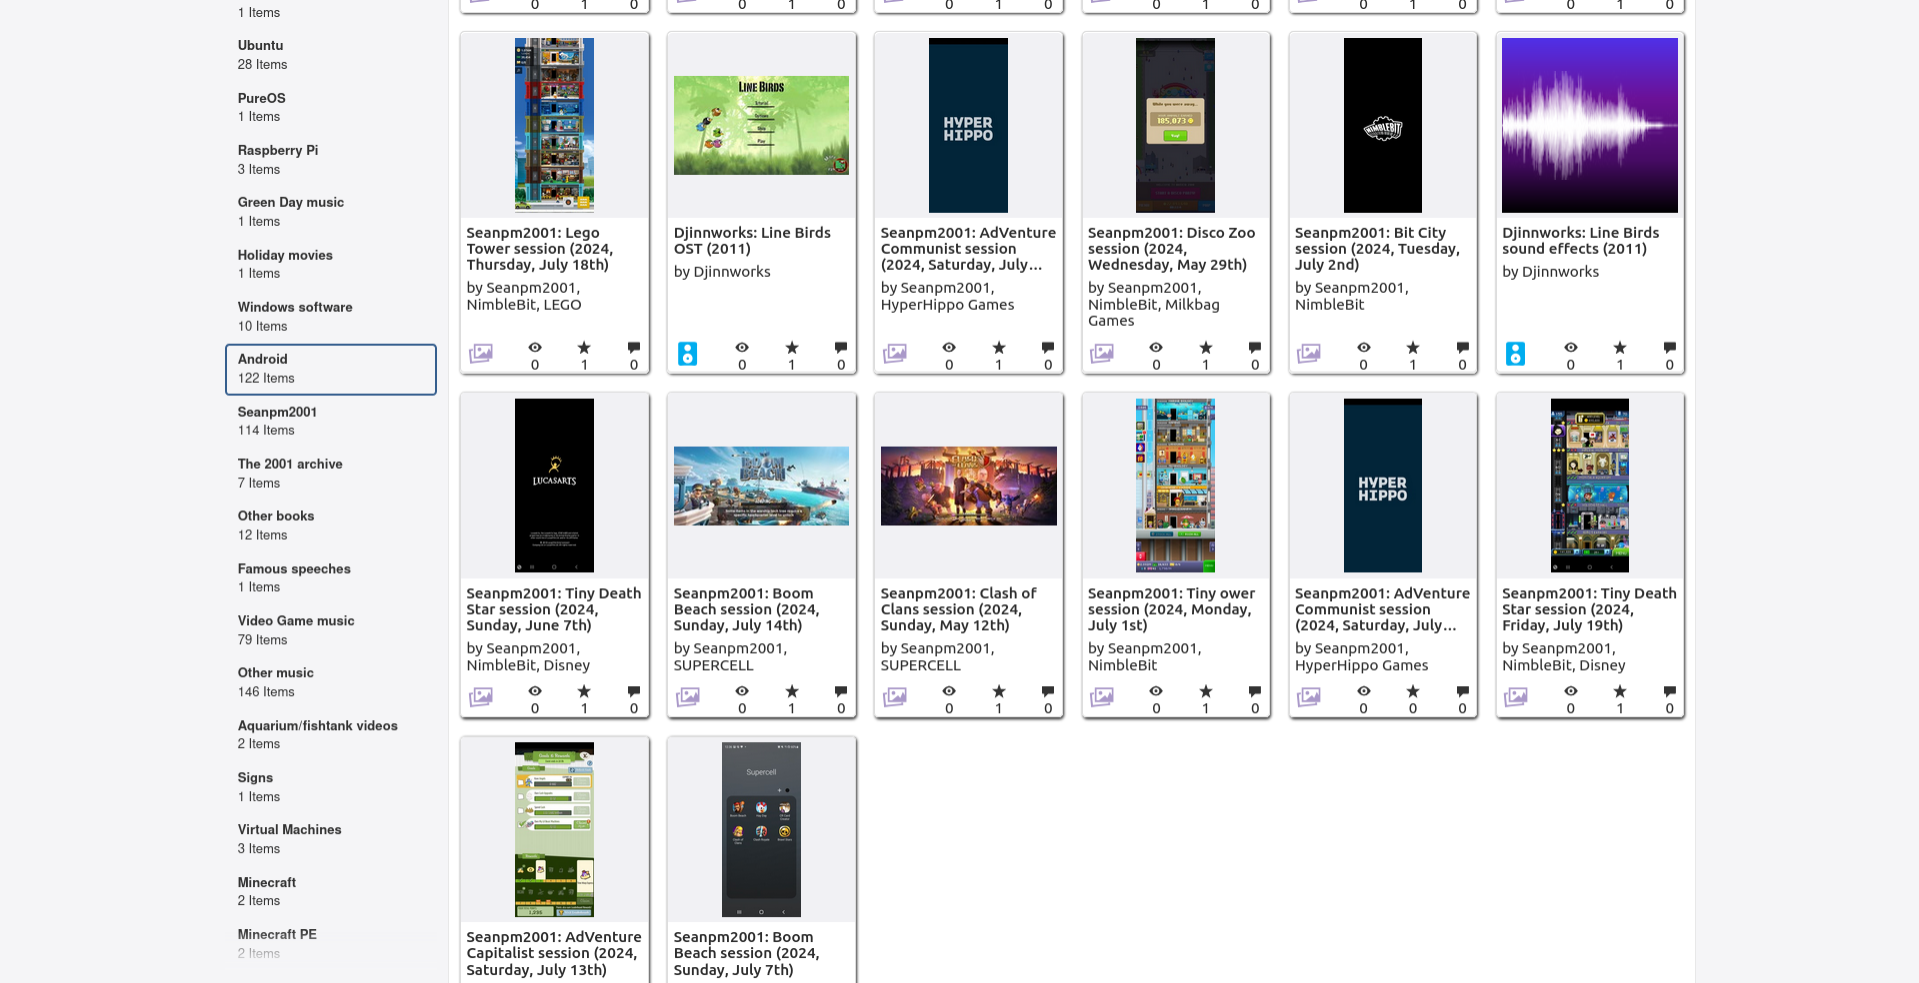 1 Items
Ubuntu
28 Items
PureOS
1 Items
Raspberry Pi
3 Items
Green Day music
1 Items
Holiday movies
1 Items
Windows software
10 Items
Android
122 Items
Seanpm2001
114 Items
The 2001 archive
7 Items
Other books
12 Items
Famous speeches
1 Items
Video Game music
79 Items
Other music
146 Items
Aquarium/fishtank videos
2 Items
Signs
1 Items
Virtual Machines
3 Items
Minecraft
2 Items
Minecraft PE
2 Items
0 1 0
0 1 0
0 1 0
0 1 0
0 1 0
0 1 0
Seanpm2001: Lego
Tower session (2024,
Thursday, July 18th)
by Seanpm2001,
NimbleBit, LEGO
0 1 0
LINE BIRDS
Tutorial
Options
Play
Djinnworks: Line Birds
OST (2011)
by Djinnworks
0 1 0
HYPER
HIPPO
Seanpm2001: AdVenture
Communist session
(2024, Saturday, July...
by Seanpm2001,
HyperHippo Games
0 1 0
While you were away...
185,073
Seanpm2001: Disco Zoo
session (2024,
Wednesday, May 29th)
by Seanpm2001,
NimbleBit, Milkbag
Games
0 1 0
NIMBLEBIT
Seanpm2001: Bit City
session (2024, Tuesday,
July 2nd)
by Seanpm2001,
NimbleBit
0 1 0
Djinnworks: Line Birds
sound effects (2011)
by Djinnworks
0 1 0
LUCASARTS
Seanpm2001: Tiny Death
Star session (2024,
Sunday, June 7th)
by Seanpm2001,
NimbleBit, Disney
0 1 0
BOOM
BEACH
Seanpm2001: Boom
Beach session (2024,
Sunday, July 14th)
by Seanpm2001,
SUPERCELL
0 1 0
Seanpm2001: Clash of
Clans session (2024,
Sunday, May 12th)
by Seanpm2001,
SUPERCELL
0 1 0
Seanpm2001: Tiny ower
session (2024, Monday,
July 1st)
by Seanpm2001,
NimbleBit
0 1 0
HYPER
HIPPO
Seanpm2001: AdVenture
Communist session
(2024, Saturday, July...
by Seanpm2001,
HyperHippo Games
0 0 0
Seanpm2001: Tiny Death
Star session (2024,
Friday, July 19th)
by Seanpm2001,
NimbleBit, Disney
0 1 0
1,235
Seanpm2001: AdVenture
Capitalist session (2024,
Saturday, July 13th)
Supercell
Seanpm2001: Boom
Beach session (2024,
Sunday, July 7th)